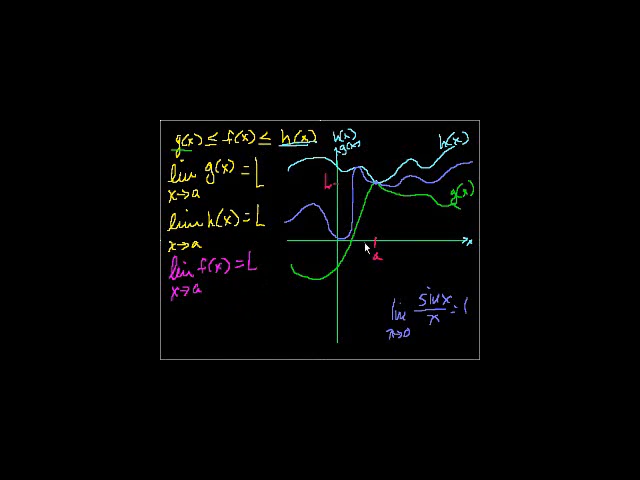 g(x) ≤ f(x) ≤ h(x)
lim g(x) = L
x→a
lim h(x) = L
x→a
lim f(x) = L
x→a
h(x)
g(x)
h(x)
g(x)
L
x
a
lim sin x / x = 1
x→0